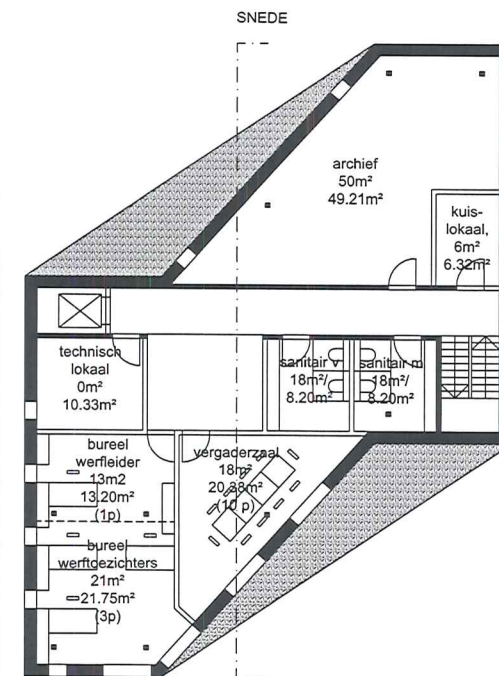 SNEDE
archief
50m²
49.21m²
kuis-
lokaal,
6m²
6.32m²
technisch
lokaal
0m²
10.33m²
sanitair v
18m²/
8.20m²
sanitair m
18m²/
8.20m²
bureel
werfleider
13m2
13.20m²
(1p)
vergaderzaal
18m²
20.38m²
(10 p)
bureel
werftoezichters
21m²
21.75m²
(3p)